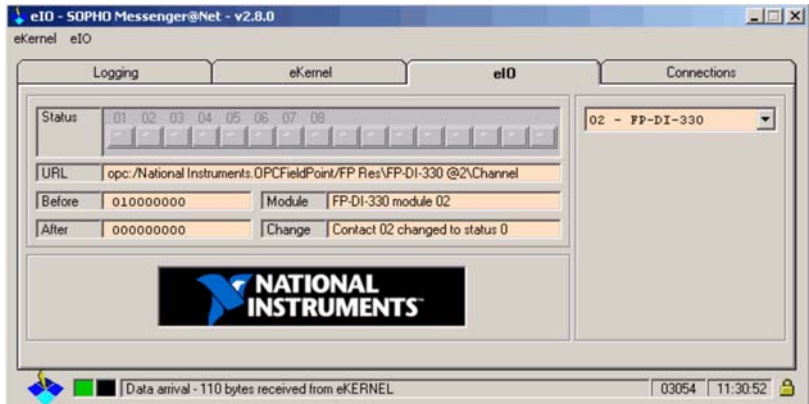 eIO - SOPHO Messenger@Net - v2.8.0
eKernel eIO
Logging eKernel eIO Connections
Status 01 02 03 04 05 06 07 08
02 - FP-DI-330
URL opc:/National Instruments.OPCFieldPoint/FP Res\FP-DI-330 @2\Channel
Before 010000000 Module FP-DI-330 module 02
After 000000000 Change Contact 02 changed to status 0
NATIONAL
INSTRUMENTS™
Data arrival - 110 bytes received from eKERNEL 03054 11:30:52